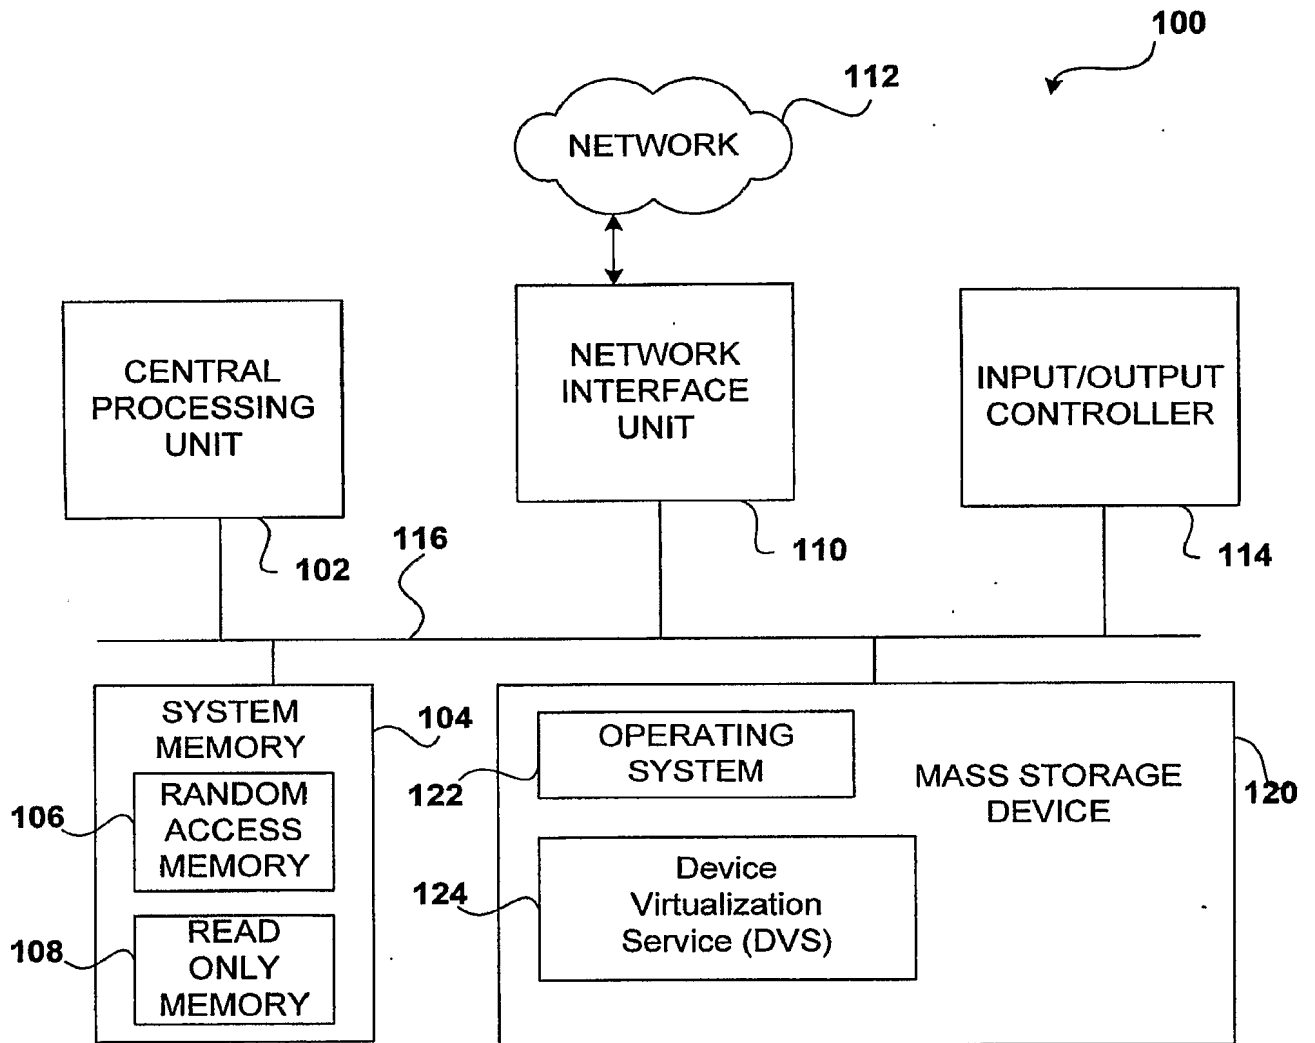 100
112
NETWORK
CENTRAL
PROCESSING
UNIT
NETWORK
INTERFACE
UNIT
INPUT/OUTPUT
CONTROLLER
102
116
110
114
SYSTEM
MEMORY
104
RANDOM
ACCESS
MEMORY
106
READ
ONLY
MEMORY
108
OPERATING
SYSTEM
122
MASS STORAGE
DEVICE
120
Device
Virtualization
Service (DVS)
124